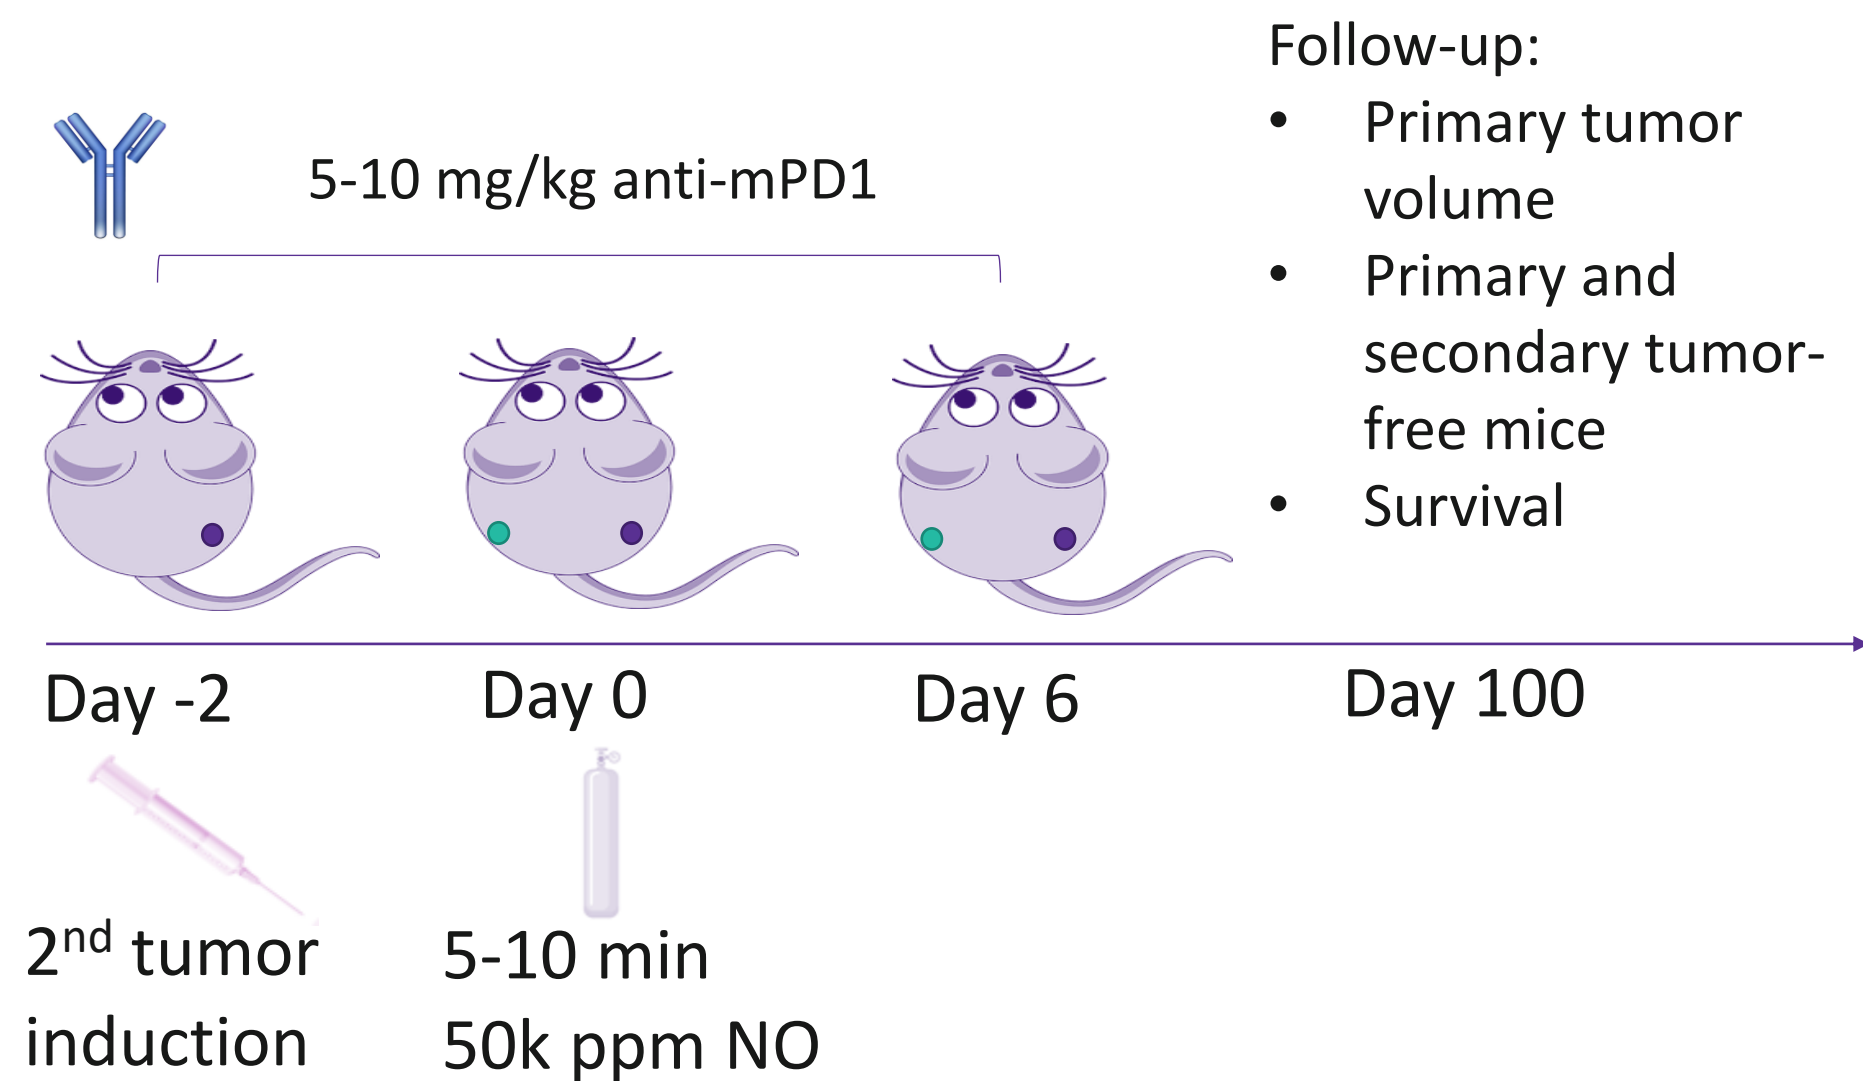 5-10 mg/kg anti-mPD1
Follow-up:
• Primary tumor
volume
• Primary and
secondary tumor-
free mice
• Survival
Day -2
Day 0
Day 6
Day 100
2nd tumor
induction
5-10 min
50k ppm NO